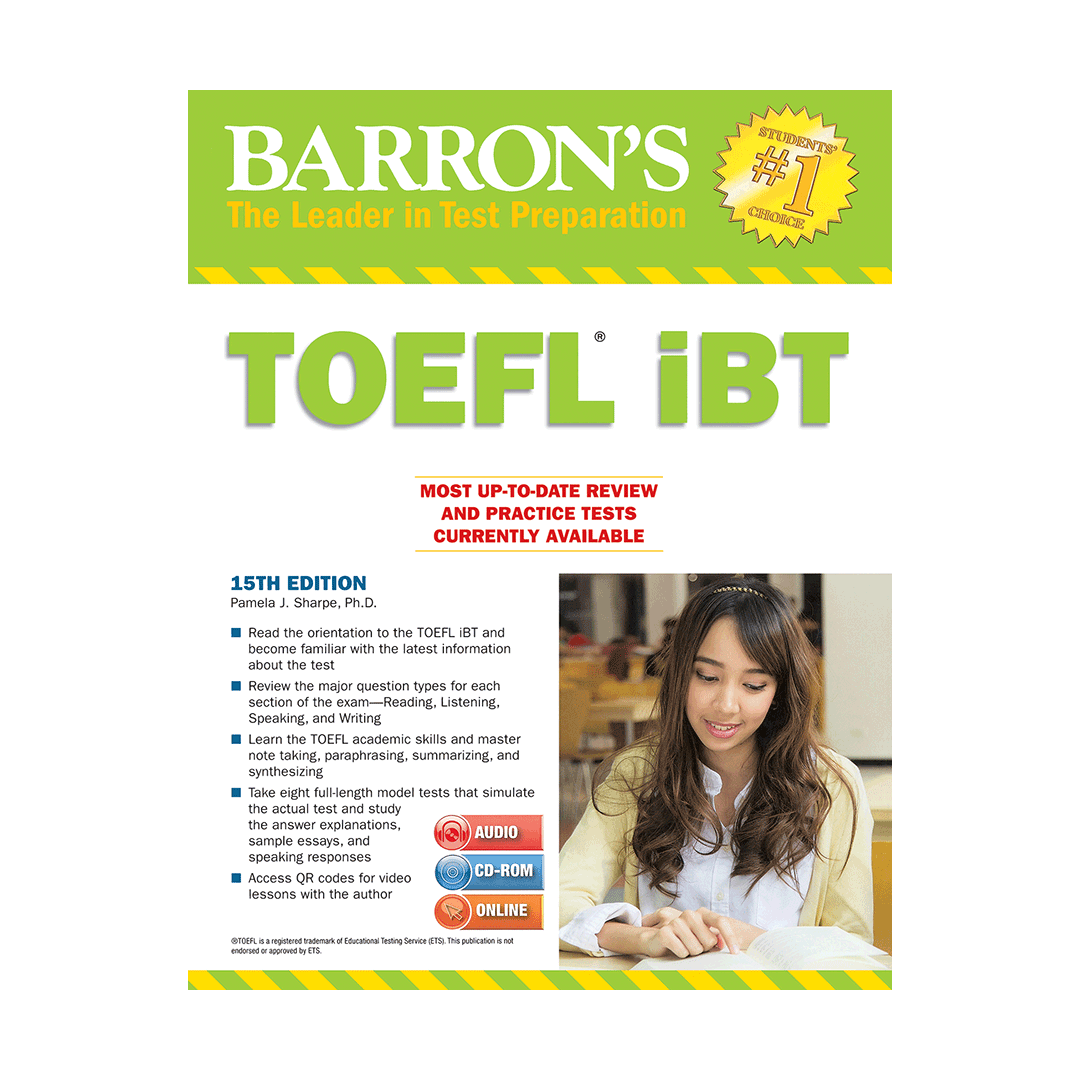 BARRON'S
The Leader in Test Preparation
STUDENTS'
#1
CHOICE
TOEFL® iBT
MOST UP-TO-DATE REVIEW
AND PRACTICE TESTS
CURRENTLY AVAILABLE
15TH EDITION
Pamela J. Sharpe, Ph.D.
Read the orientation to the TOEFL iBT and
become familiar with the latest information
about the test
Review the major question types for each
section of the exam—Reading, Listening,
Speaking, and Writing
Learn the TOEFL academic skills and master
note taking, paraphrasing, summarizing, and
synthesizing
Take eight full-length model tests that simulate
the actual test and study
the answer explanations,
sample essays, and
speaking responses
Access QR codes for video
lessons with the author
AUDIO
CD-ROM
ONLINE
®TOEFL is a registered trademark of Educational Testing Service (ETS). This publication is not
endorsed or approved by ETS.